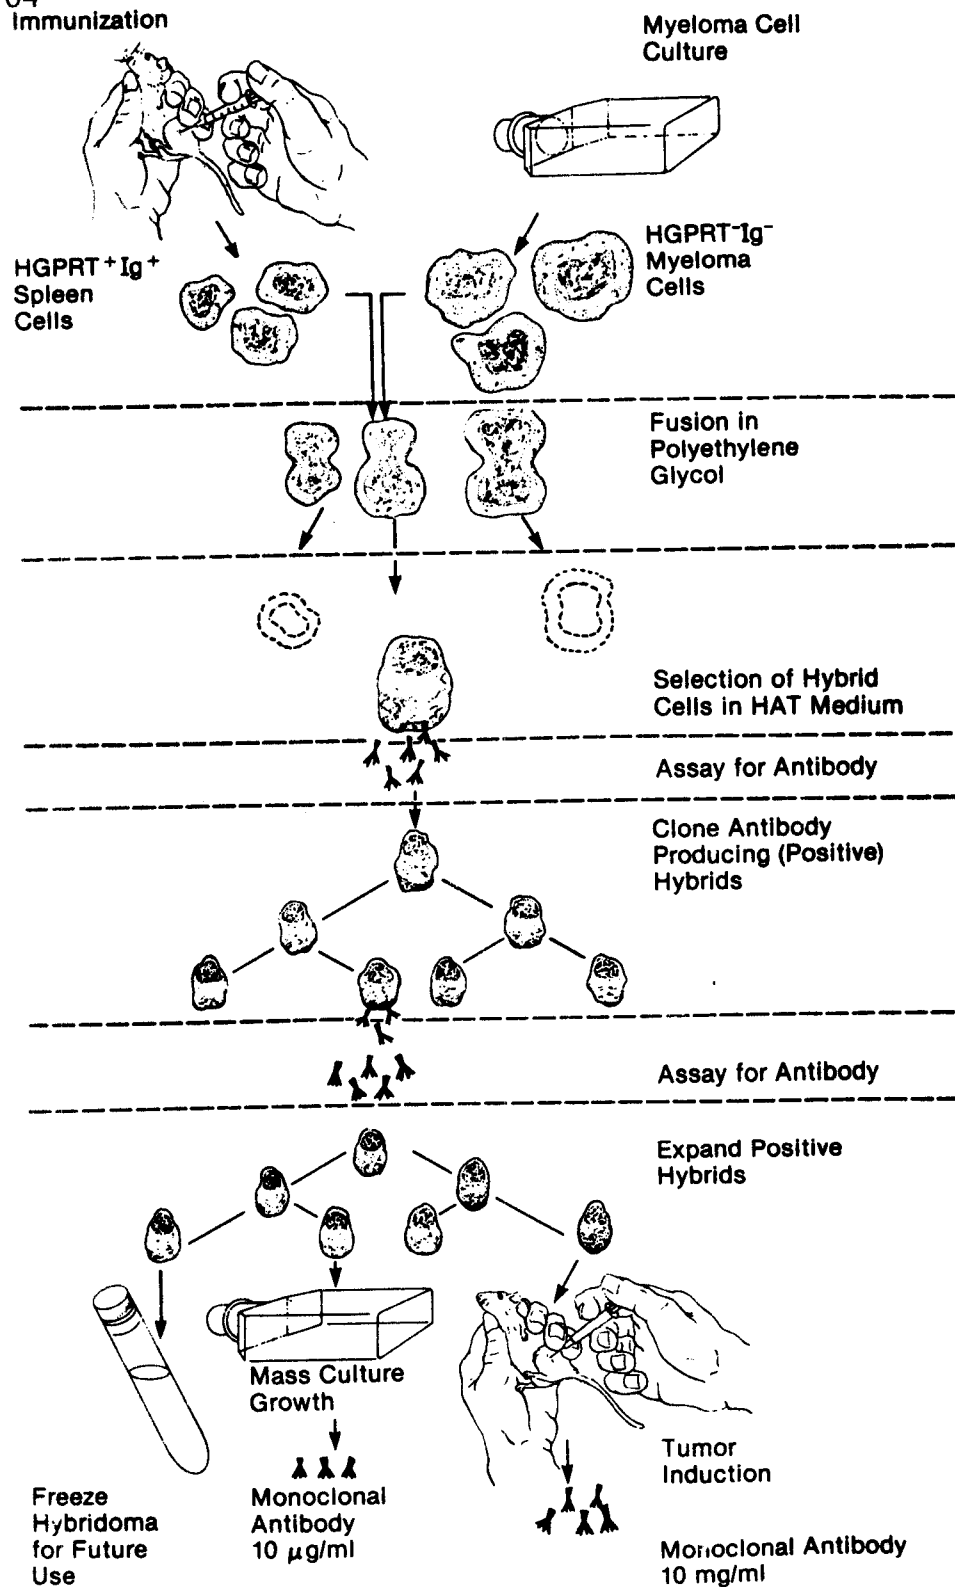 Immunization
Myeloma Cell
Culture
HGPRT⁺Ig⁺
Spleen
Cells
HGPRT⁻Ig⁻
Myeloma
Cells
Fusion in
Polyethylene
Glycol
Selection of Hybrid
Cells in HAT Medium
Assay for Antibody
Clone Antibody
Producing (Positive)
Hybrids
Assay for Antibody
Expand Positive
Hybrids
Mass Culture
Growth
Tumor
Induction
Freeze
Hybridoma
for Future
Use
Monoclonal
Antibody
10 μg/ml
Monoclonal Antibody
10 mg/ml